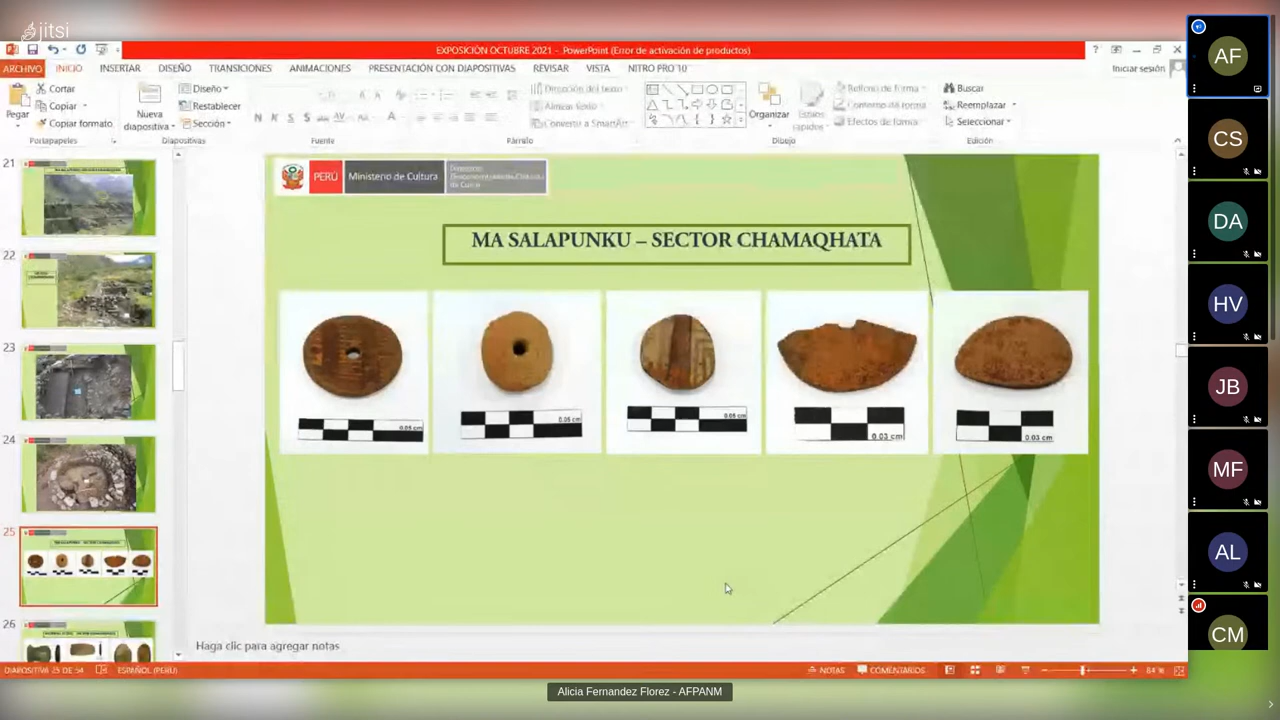 jitsi
EXPOSICIÓN OCTUBRE 2021 - PowerPoint (Error de activación de productos)
ARCHIVO INICIO INSERTAR DISEÑO TRANSICIONES ANIMACIONES PRESENTACIÓN CON DIAPOSITIVAS REVISAR VISTA NITRO PRO 10 Iniciar sesión
Pegar
Cortar
Copiar
Copiar formato
Portapapeles
Nueva
diapositiva
Diseño
Restablecer
Sección
Diapositivas
N K S S
Fuente
Dirección del texto
Alinear texto
Convertir a SmartArt
Párrafo
Organizar
Estilos
rápidos
Relleno de forma
Contorno de forma
Efectos de forma
Dibujo
Buscar
Reemplazar
Seleccionar
Edición
21
22
23
24
25
26
PERÚ Ministerio de Cultura
de Cultura
MA SALAPUNKU – SECTOR CHAMAQHATA
0.05 cm
0.05 cm
0.05 cm
0.03 cm
0.03 cm
Haga clic para agregar notas
DIAPOSITIVA 25 DE 54 ESPAÑOL (PERÚ) NOTAS COMENTARIOS 84 %
Alicia Fernandez Florez - AFPANM
AF
CS
DA
HV
JB
MF
AL
CM